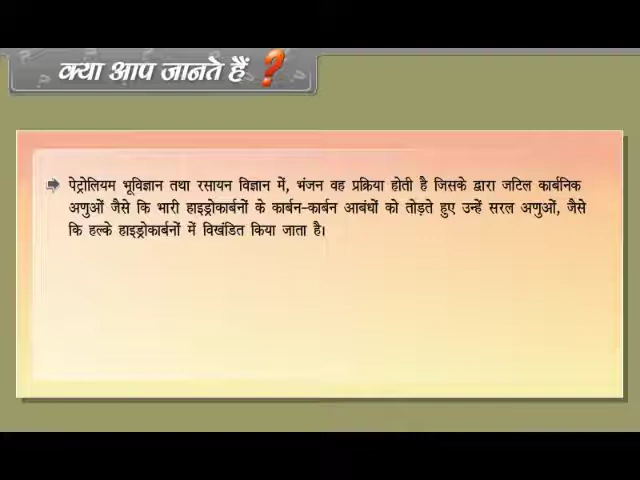 क्या आप जानते हैं ?
पेट्रोलियम भूविज्ञान तथा रसायन विज्ञान में, भंजन वह प्रक्रिया होती है जिसके द्वारा जटिल कार्बनिक
अणुओं जैसे कि भारी हाइड्रोकार्बनों के कार्बन-कार्बन आबंधों को तोड़ते हुए उन्हें सरल अणुओं, जैसे
कि हल्के हाइड्रोकार्बनों में विखंडित किया जाता है।